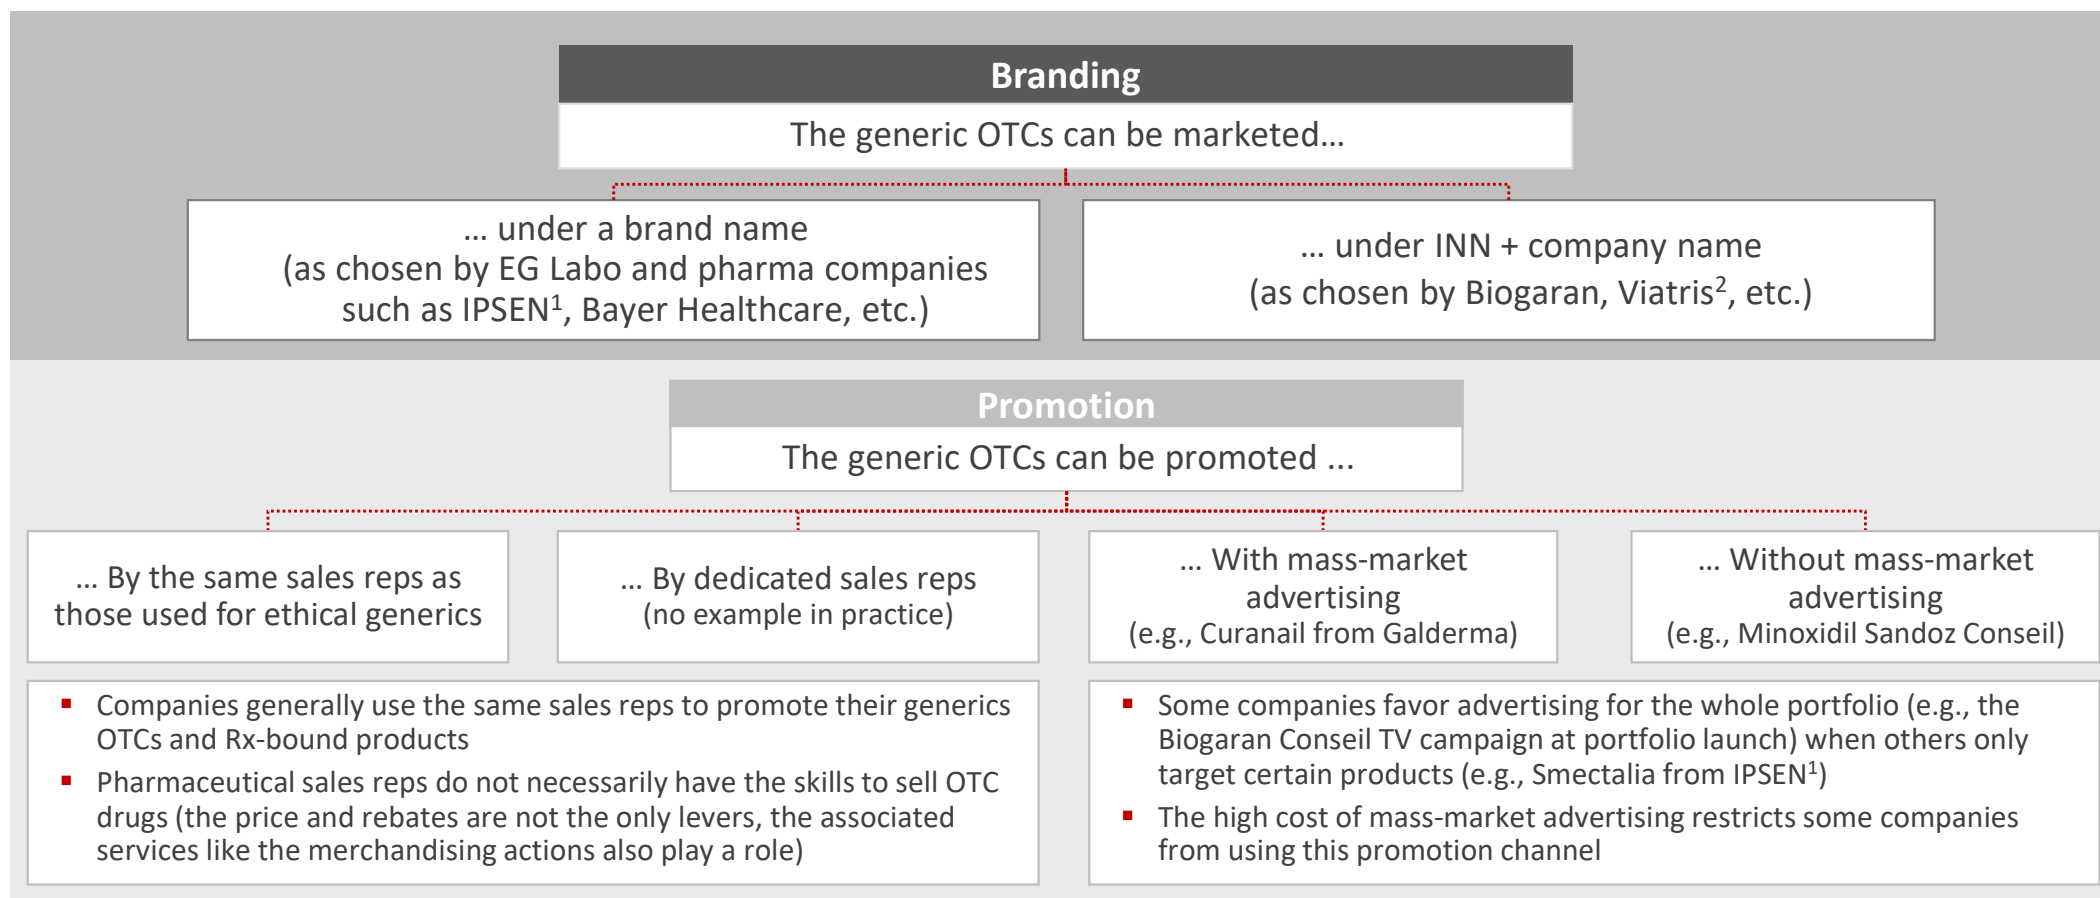 Branding
The generic OTCs can be marketed...
... under a brand name
(as chosen by EG Labo and pharma companies
such as IPSEN¹, Bayer Healthcare, etc.)
... under INN + company name
(as chosen by Biogaran, Viatris², etc.)
Promotion
The generic OTCs can be promoted ...
... By the same sales reps as
those used for ethical generics
... By dedicated sales reps
(no example in practice)
... With mass-market
advertising
(e.g., Curanail from Galderma)
... Without mass-market
advertising
(e.g., Minoxidil Sandoz Conseil)
▪ Companies generally use the same sales reps to promote their generics
OTCs and Rx-bound products
▪ Pharmaceutical sales reps do not necessarily have the skills to sell OTC
drugs (the price and rebates are not the only levers, the associated
services like the merchandising actions also play a role)
▪ Some companies favor advertising for the whole portfolio (e.g., the
Biogaran Conseil TV campaign at portfolio launch) when others only
target certain products (e.g., Smectalia from IPSEN¹)
▪ The high cost of mass-market advertising restricts some companies
from using this promotion channel